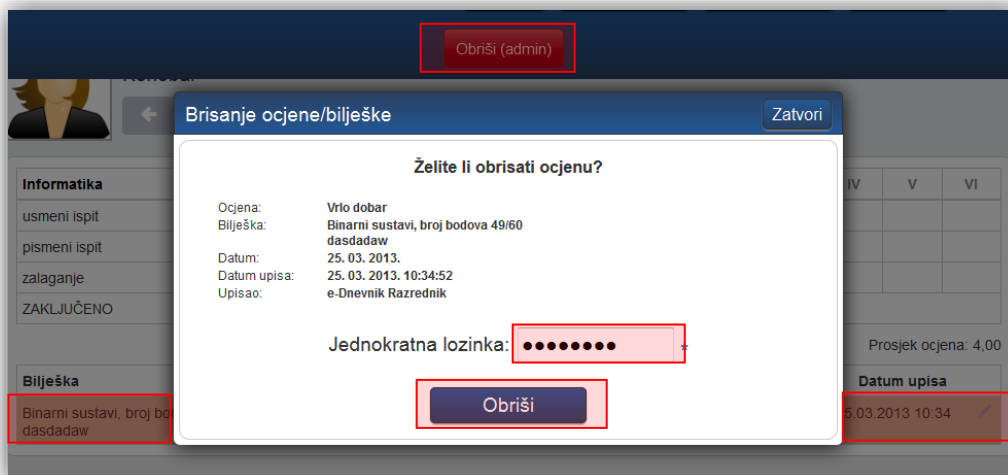 Obriši (admin)
Brisanje ocjene/bilješke
Zatvori
Želite li obrisati ocjenu?
Informatika
IV V VI
usmeni ispit
pismeni ispit
zalaganje
ZAKLJUČENO
Ocjena: Vrlo dobar
Bilješka: Binarni sustavi, broj bodova 49/60
dasdadaw
Datum: 25. 03. 2013.
Datum upisa: 25. 03. 2013. 10:34:52
Upisao: e-Dnevnik Razrednik
Jednokratna lozinka: ●●●●●●●● *
Prosjek ocjena: 4,00
Obriši
Bilješka Datum upisa
Binarni sustavi, broj 5.03.2013 10:34
dasdadaw